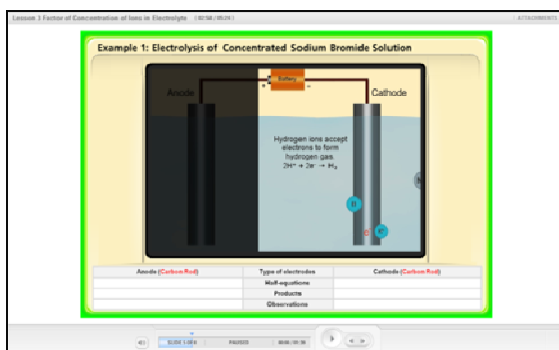 Lesson 3 Factor of Concentration of Ions in Electrolyte
Example 1: Electrolysis of Concentrated Sodium Bromide Solution
Battery
+ −
Anode
Cathode
Hydrogen ions accept
electrons to form
hydrogen gas.
2H⁺ + 2e⁻ → H₂
Anode (Carbon Rod) Type of electrodes Cathode (Carbon Rod)
Half-equations
Products
Observations
PAUSED